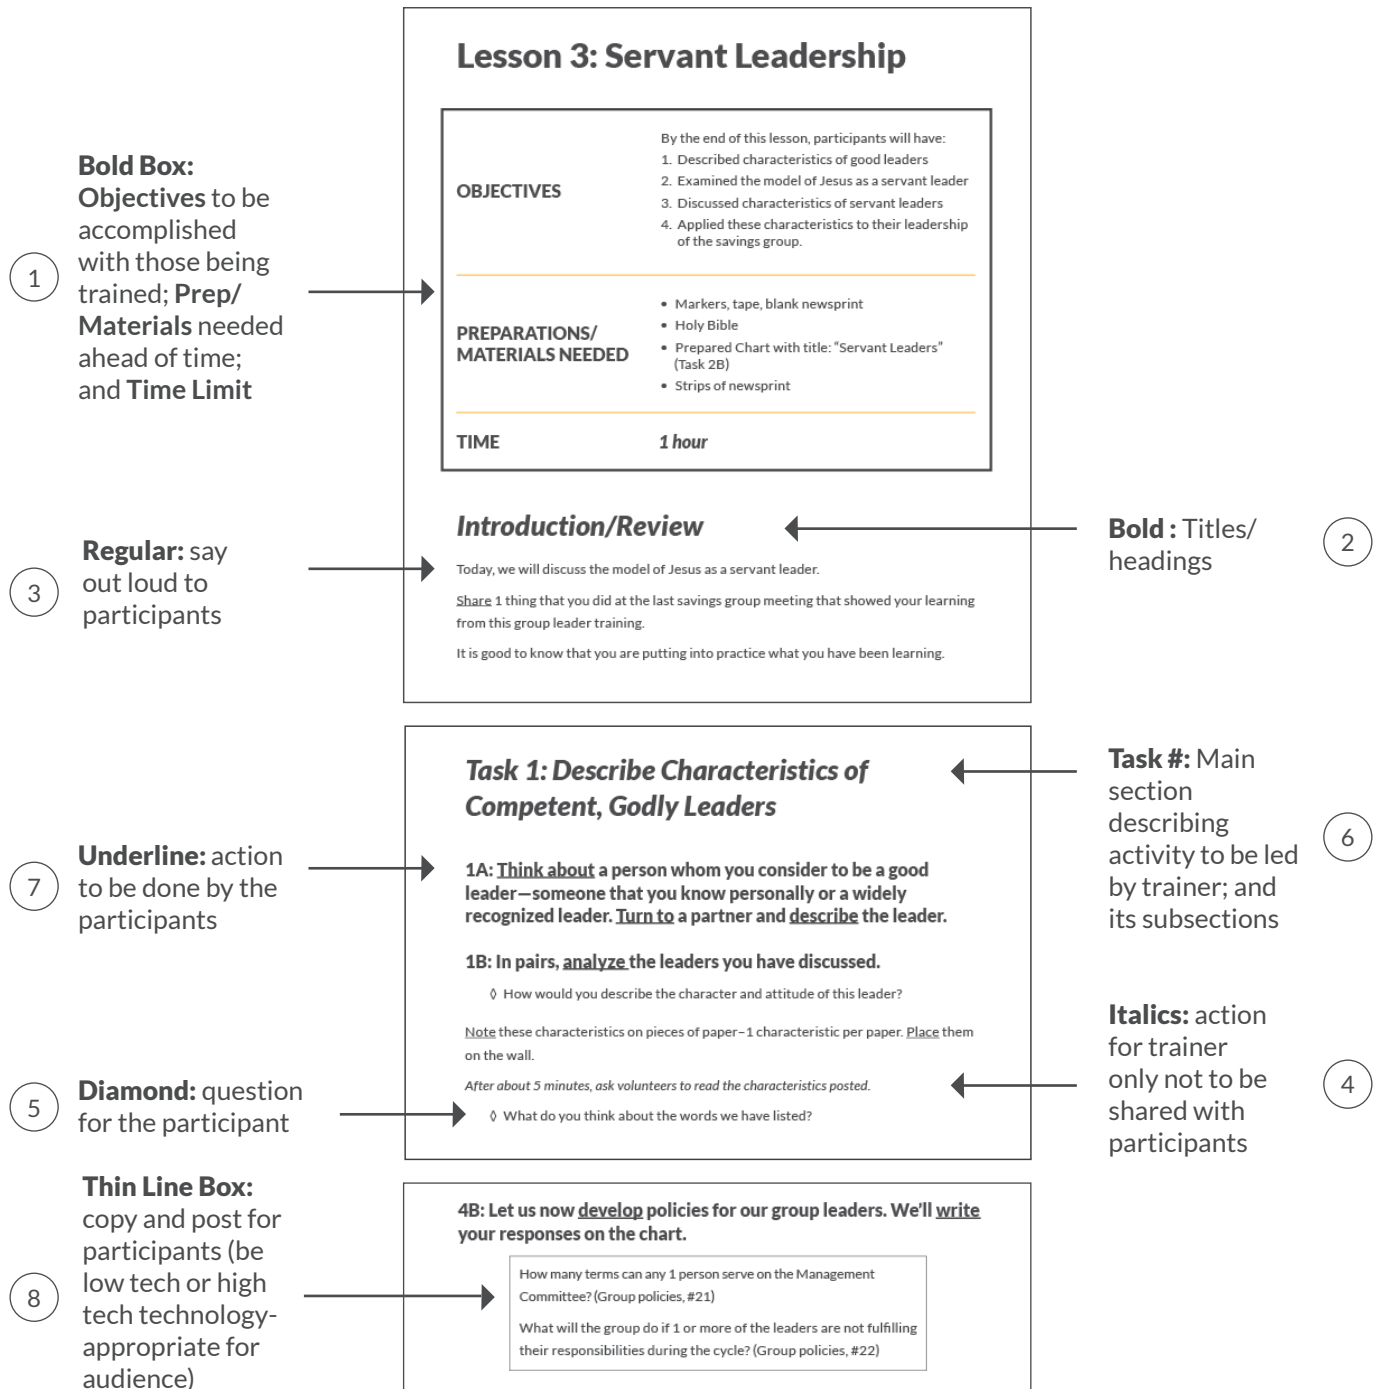 Lesson 3: Servant Leadership
Bold Box:
Objectives to be
accomplished
with those being
trained; Prep/
Materials needed
ahead of time;
and Time Limit
1
OBJECTIVES
By the end of this lesson, participants will have:
1. Described characteristics of good leaders
2. Examined the model of Jesus as a servant leader
3. Discussed characteristics of servant leaders
4. Applied these characteristics to their leadership
of the savings group.
PREPARATIONS/
MATERIALS NEEDED
• Markers, tape, blank newsprint
• Holy Bible
• Prepared Chart with title: “Servant Leaders”
(Task 2B)
• Strips of newsprint
TIME
1 hour
Introduction/Review
Bold : Titles/
headings
2
Regular: say
out loud to
participants
3
Today, we will discuss the model of Jesus as a servant leader.
Share 1 thing that you did at the last savings group meeting that showed your learning
from this group leader training.
It is good to know that you are putting into practice what you have been learning.
Task 1: Describe Characteristics of
Competent, Godly Leaders
Task #: Main
section
describing
activity to be led
by trainer; and
its subsections
6
Underline: action
to be done by the
participants
7
1A: Think about a person whom you consider to be a good
leader—someone that you know personally or a widely
recognized leader. Turn to a partner and describe the leader.
1B: In pairs, analyze the leaders you have discussed.
◊ How would you describe the character and attitude of this leader?
Note these characteristics on pieces of paper–1 characteristic per paper. Place them
on the wall.
After about 5 minutes, ask volunteers to read the characteristics posted.
◊ What do you think about the words we have listed?
Italics: action
for trainer
only not to be
shared with
participants
4
Diamond: question
for the participant
5
Thin Line Box:
copy and post for
participants (be
low tech or high
tech technology-
appropriate for
audience)
8
4B: Let us now develop policies for our group leaders. We’ll write
your responses on the chart.
How many terms can any 1 person serve on the Management
Committee? (Group policies, #21)
What will the group do if 1 or more of the leaders are not fulfilling
their responsibilities during the cycle? (Group policies, #22)